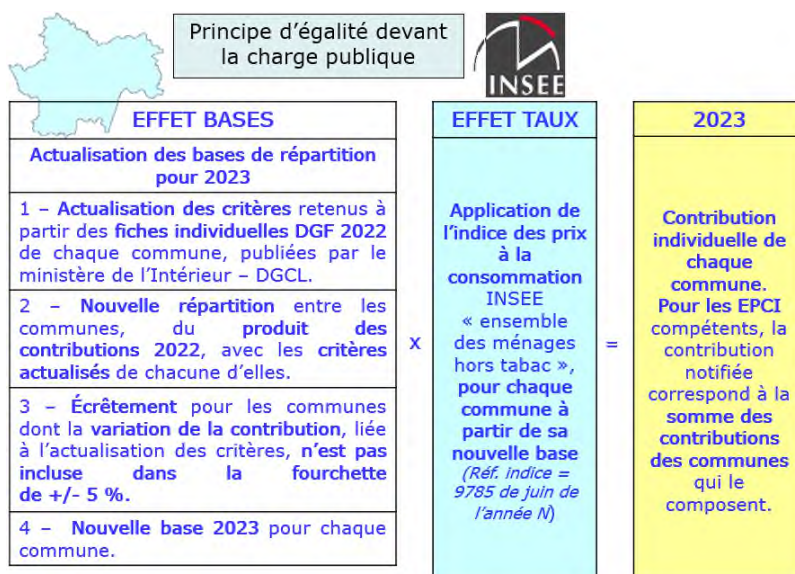 Principe d’égalité devant
la charge publique
INSEE
EFFET BASES
Actualisation des bases de répartition
pour 2023
1 – Actualisation des critères retenus à
partir des fiches individuelles DGF 2022
de chaque commune, publiées par le
ministère de l’Intérieur – DGCL.
2 – Nouvelle répartition entre les
communes, du produit des
contributions 2022, avec les critères
actualisés de chacune d’elles.
3 – Écrêtement pour les communes
dont la variation de la contribution, liée
à l’actualisation des critères, n’est pas
incluse dans la fourchette
de +/- 5 %.
4 – Nouvelle base 2023 pour chaque
commune.
x
EFFET TAUX
Application de
l’indice des prix
à la
consommation
INSEE
« ensemble
des ménages
hors tabac »,
pour chaque
commune à
partir de sa
nouvelle base
(Réf. indice =
9785 de juin de
l’année N)
=
2023
Contribution
individuelle de
chaque
commune.
Pour les EPCI
compétents, la
contribution
notifiée
correspond à la
somme des
contributions
des communes
qui le
composent.